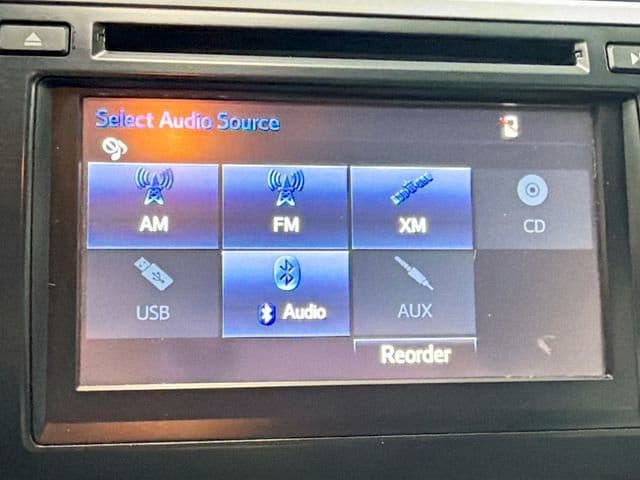 Select Audio Source
AM
FM
XM
CD
USB
Audio
AUX
Reorder